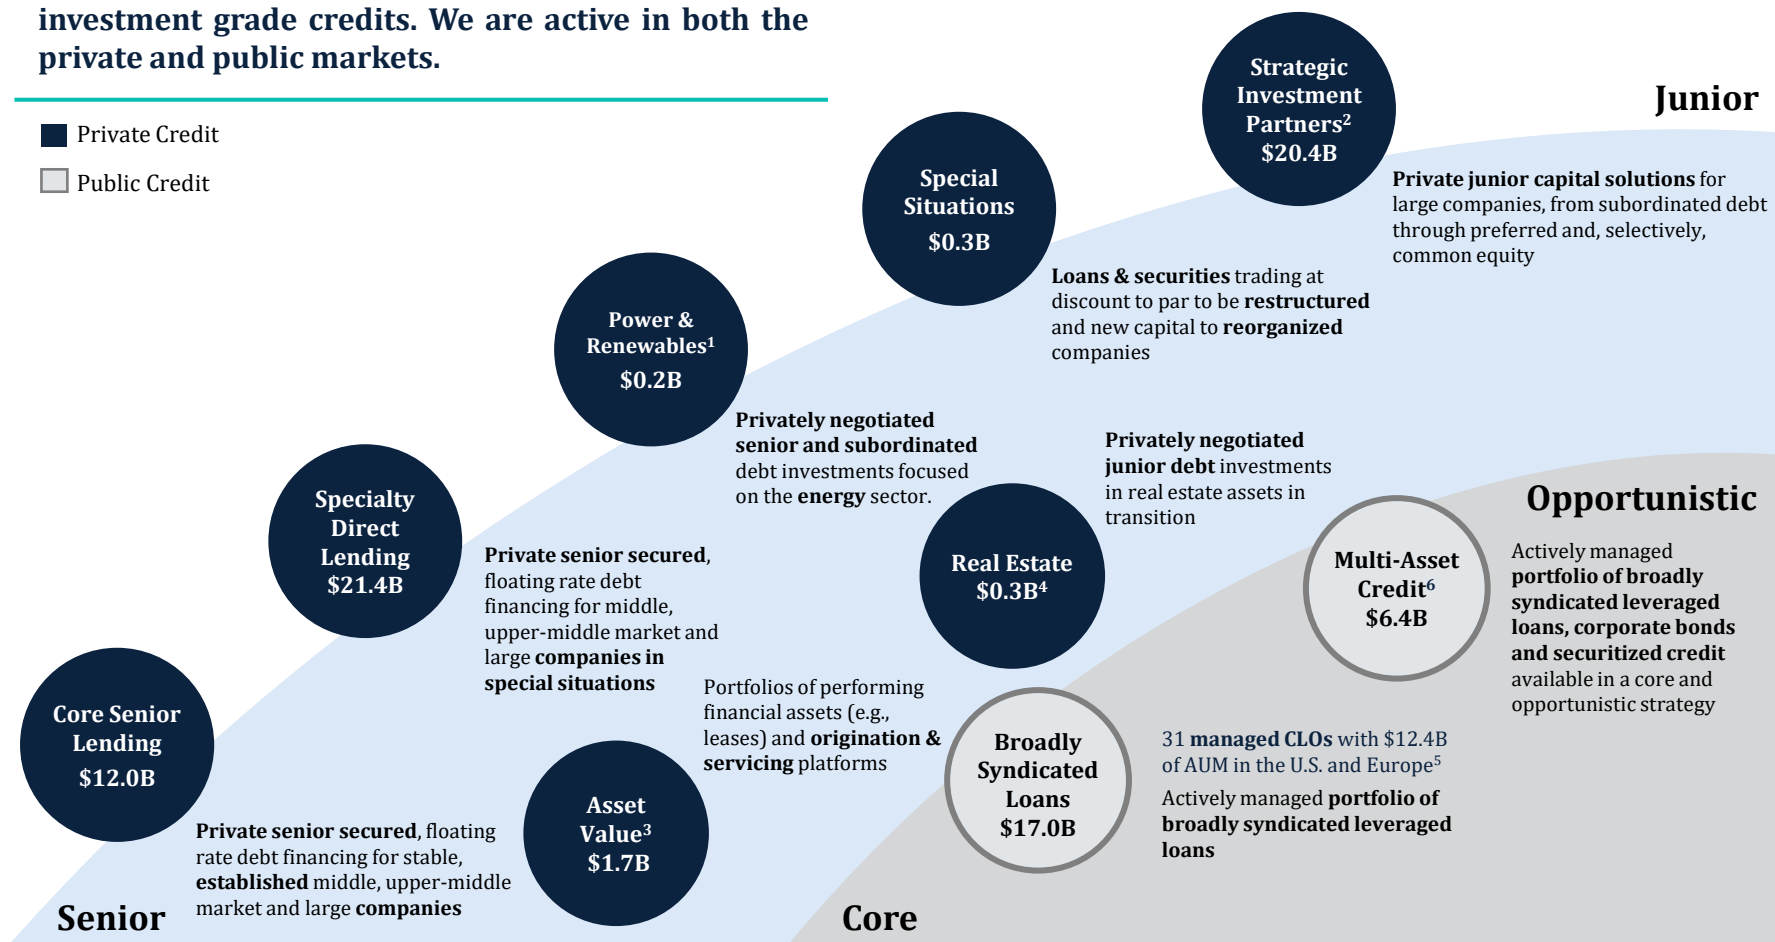 investment grade credits. We are active in both the
private and public markets.
Private Credit
Public Credit
Junior
Strategic
Investment
Partners²
$20.4B
Private junior capital solutions for
large companies, from subordinated debt
through preferred and, selectively,
common equity
Special
Situations
$0.3B
Loans & securities trading at
discount to par to be restructured
and new capital to reorganized
companies
Power &
Renewables¹
$0.2B
Privately negotiated
senior and subordinated
debt investments focused
on the energy sector.
Specialty
Direct
Lending
$21.4B
Private senior secured,
floating rate debt
financing for middle,
upper-middle market and
large companies in
special situations
Core Senior
Lending
$12.0B
Private senior secured, floating
rate debt financing for stable,
established middle, upper-middle
market and large companies
Senior
Privately negotiated
junior debt investments
in real estate assets in
transition
Real Estate
$0.3B⁴
Portfolios of performing
financial assets (e.g.,
leases) and origination &
servicing platforms
Asset
Value³
$1.7B
Opportunistic
Multi-Asset
Credit⁶
$6.4B
Actively managed
portfolio of broadly
syndicated leveraged
loans, corporate bonds
and securitized credit
available in a core and
opportunistic strategy
Broadly
Syndicated
Loans
$17.0B
31 managed CLOs with $12.4B
of AUM in the U.S. and Europe⁵
Actively managed portfolio of
broadly syndicated leveraged
loans
Core